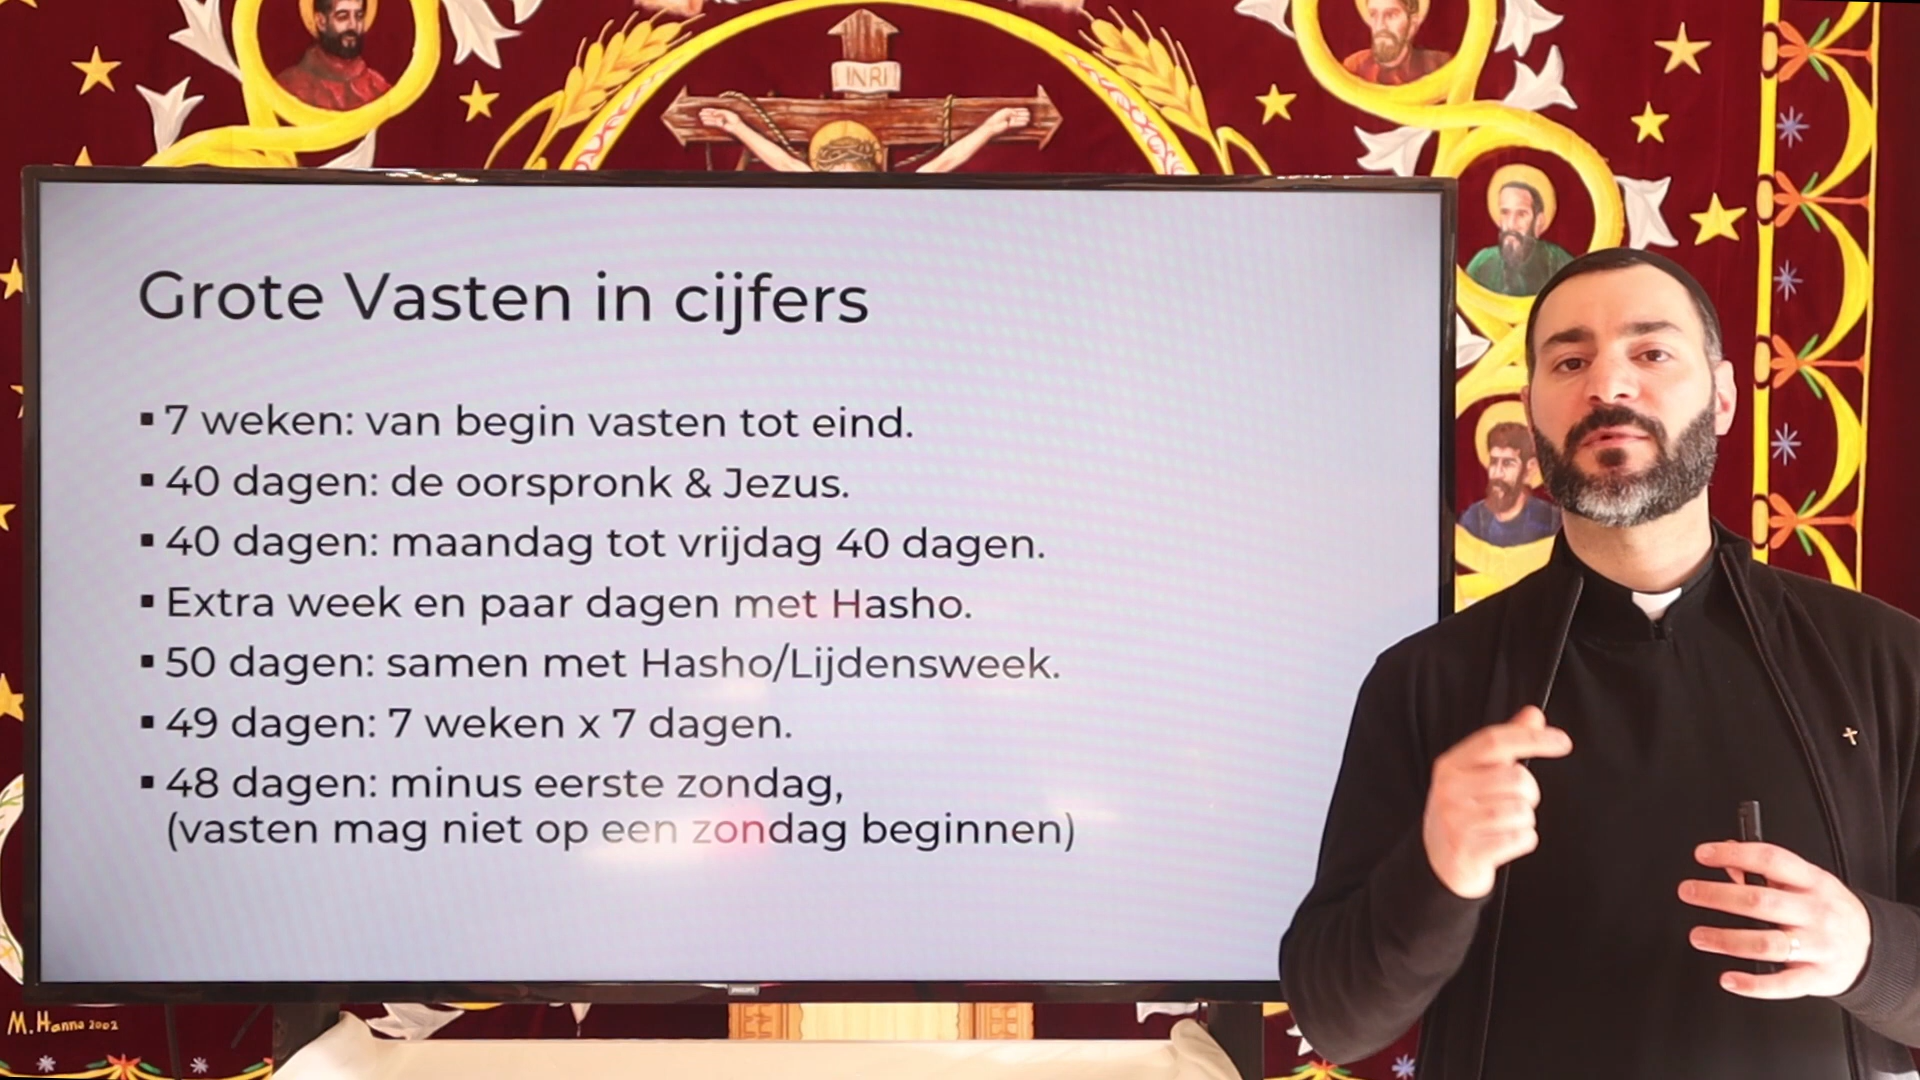 INRI
Grote Vasten in cijfers
▪ 7 weken: van begin vasten tot eind.
▪ 40 dagen: de oorspronk & Jezus.
▪ 40 dagen: maandag tot vrijdag 40 dagen.
▪ Extra week en paar dagen met Hasho.
▪ 50 dagen: samen met Hasho/Lijdensweek.
▪ 49 dagen: 7 weken x 7 dagen.
▪ 48 dagen: minus eerste zondag,
(vasten mag niet op een zondag beginnen)
PHILIPS
M. Hanna 2002